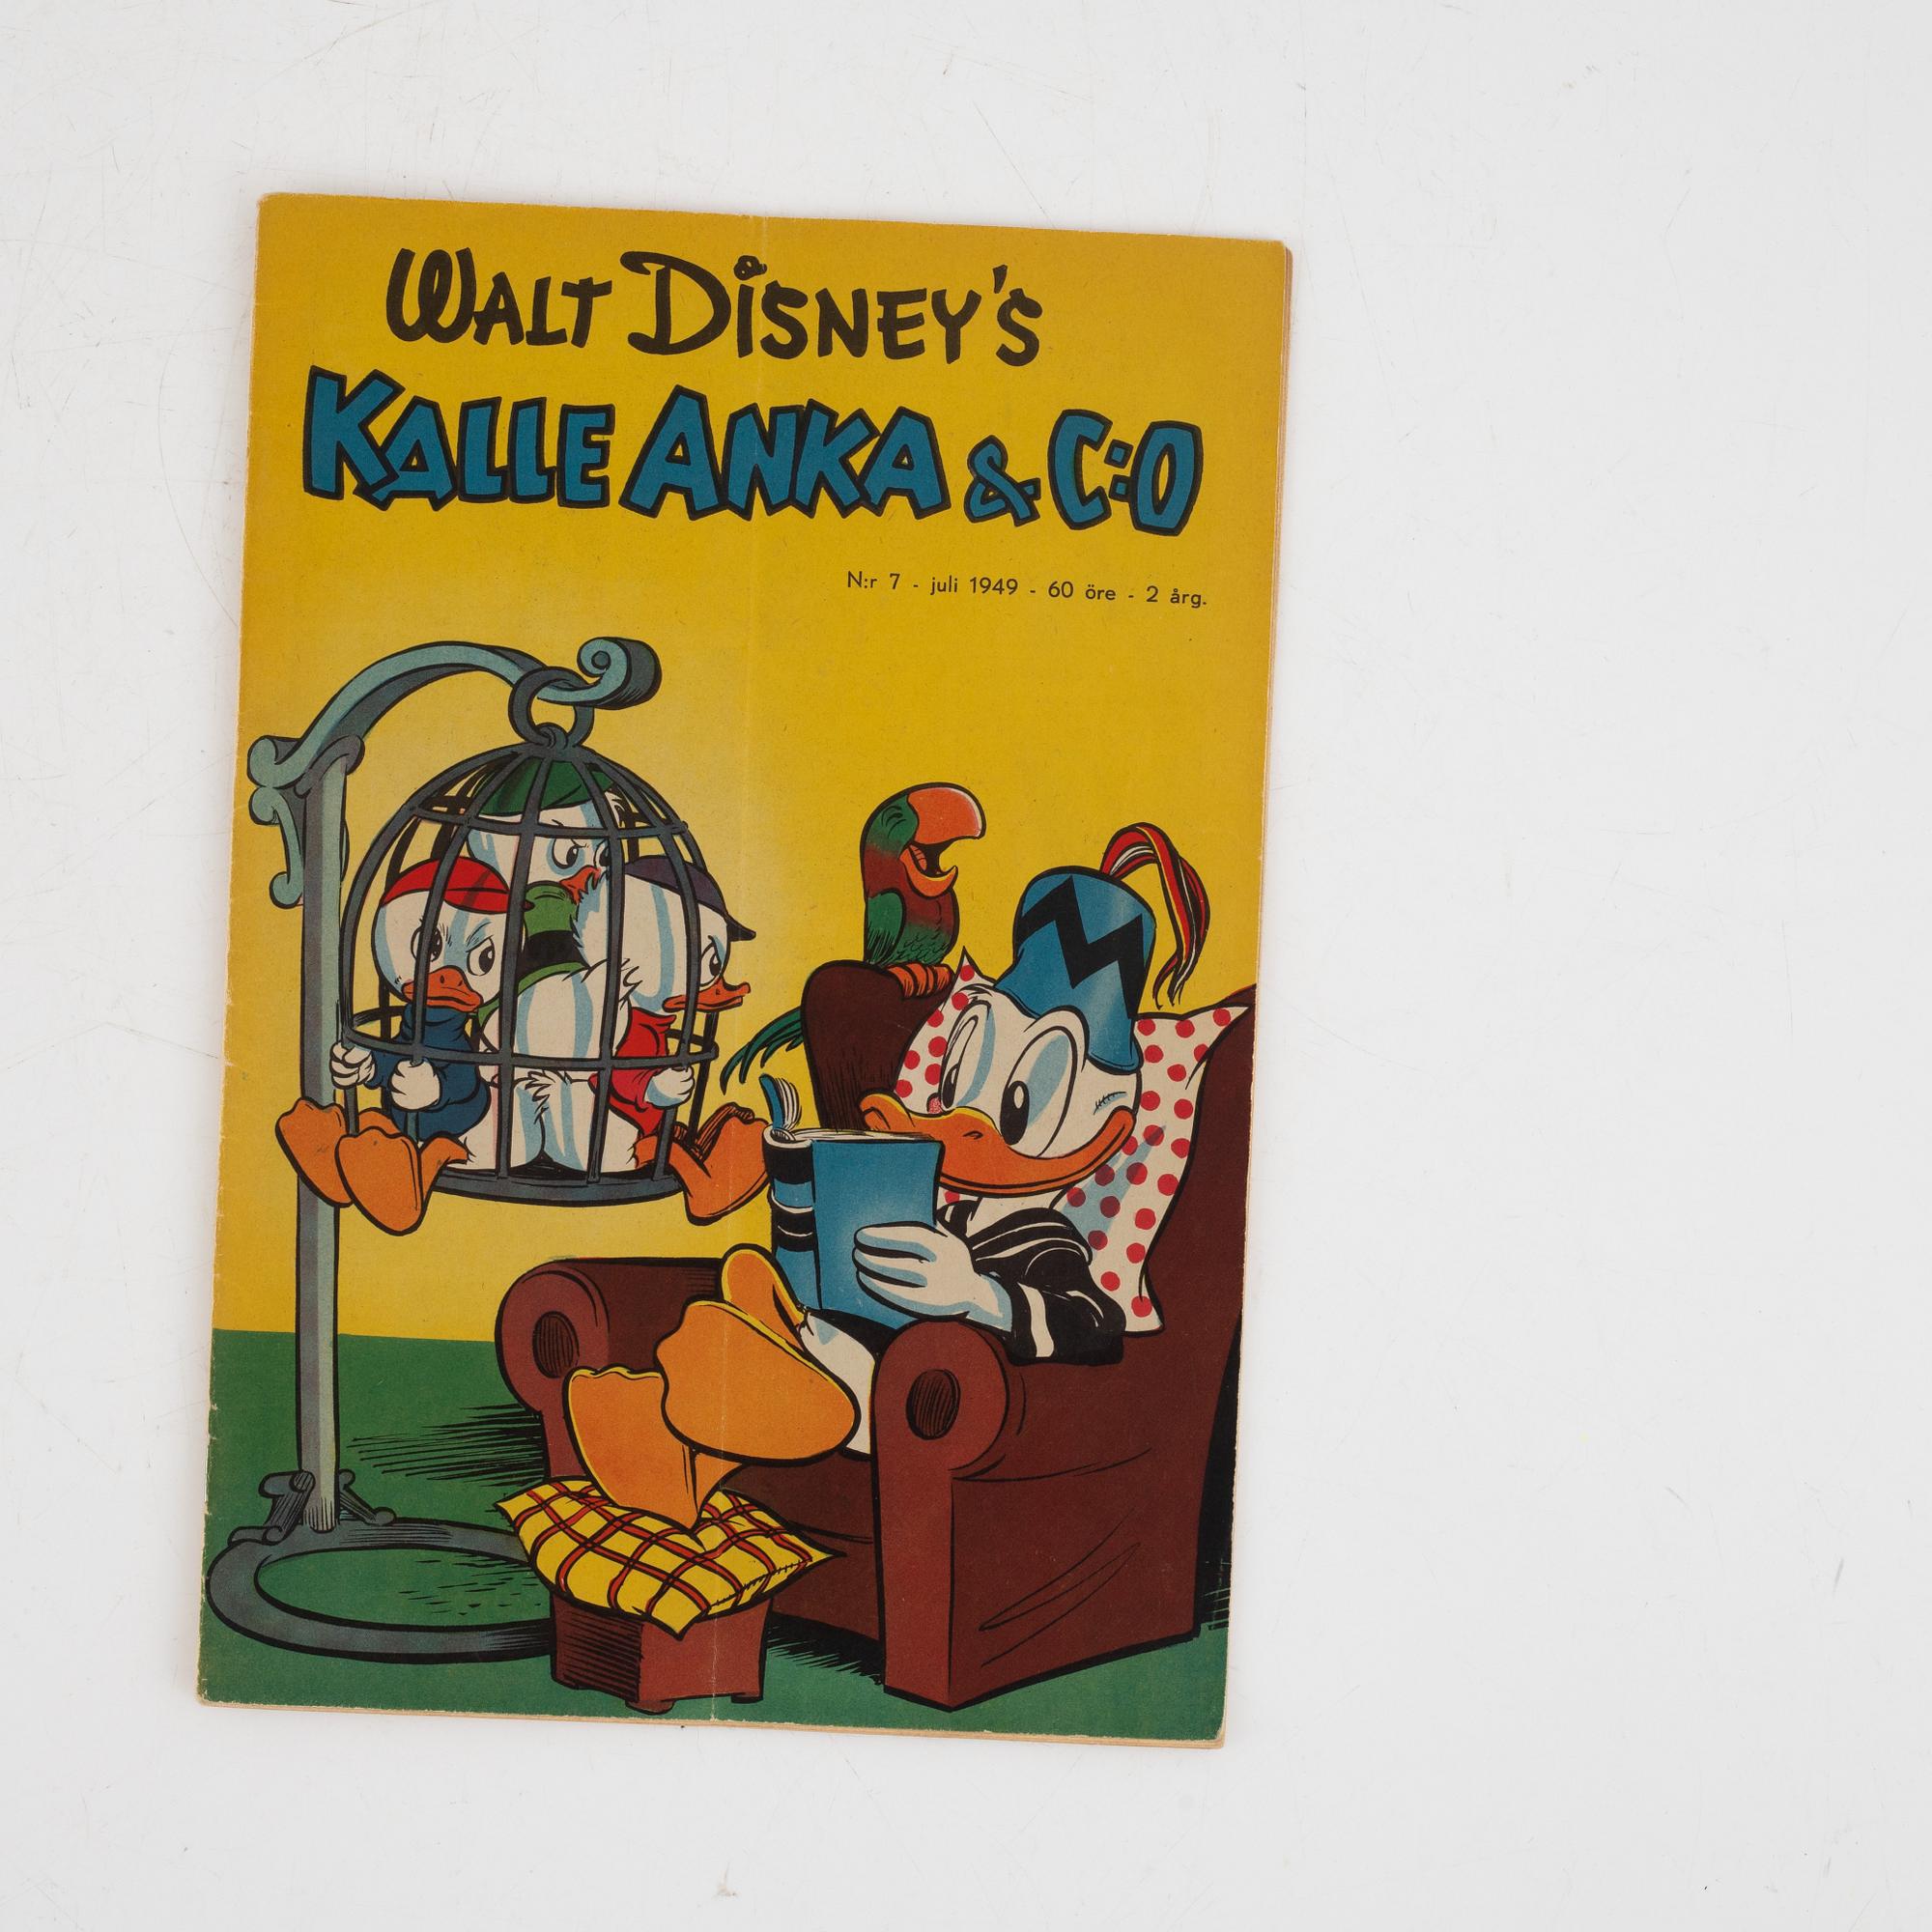 WALT DISNEY'S
KALLE ANKA & C:O
N:r 7 - juli 1949 - 60 öre - 2 årg.